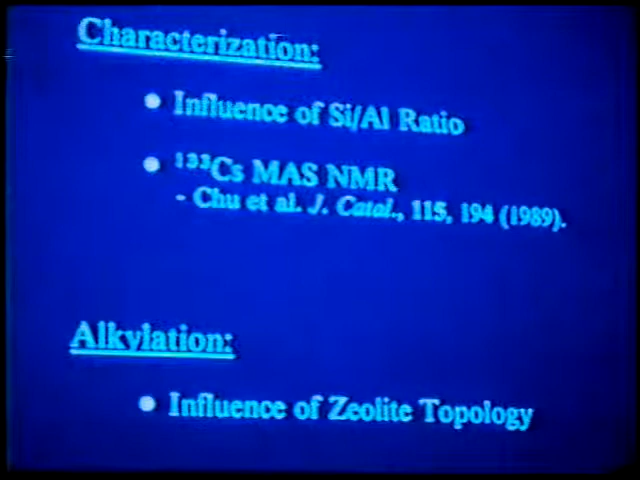 Characterization:
• Influence of Si/Al Ratio
• ¹³³Cs MAS NMR
- Chu et al. J. Catal., 115, 194 (1989).
Alkylation:
• Influence of Zeolite Topology